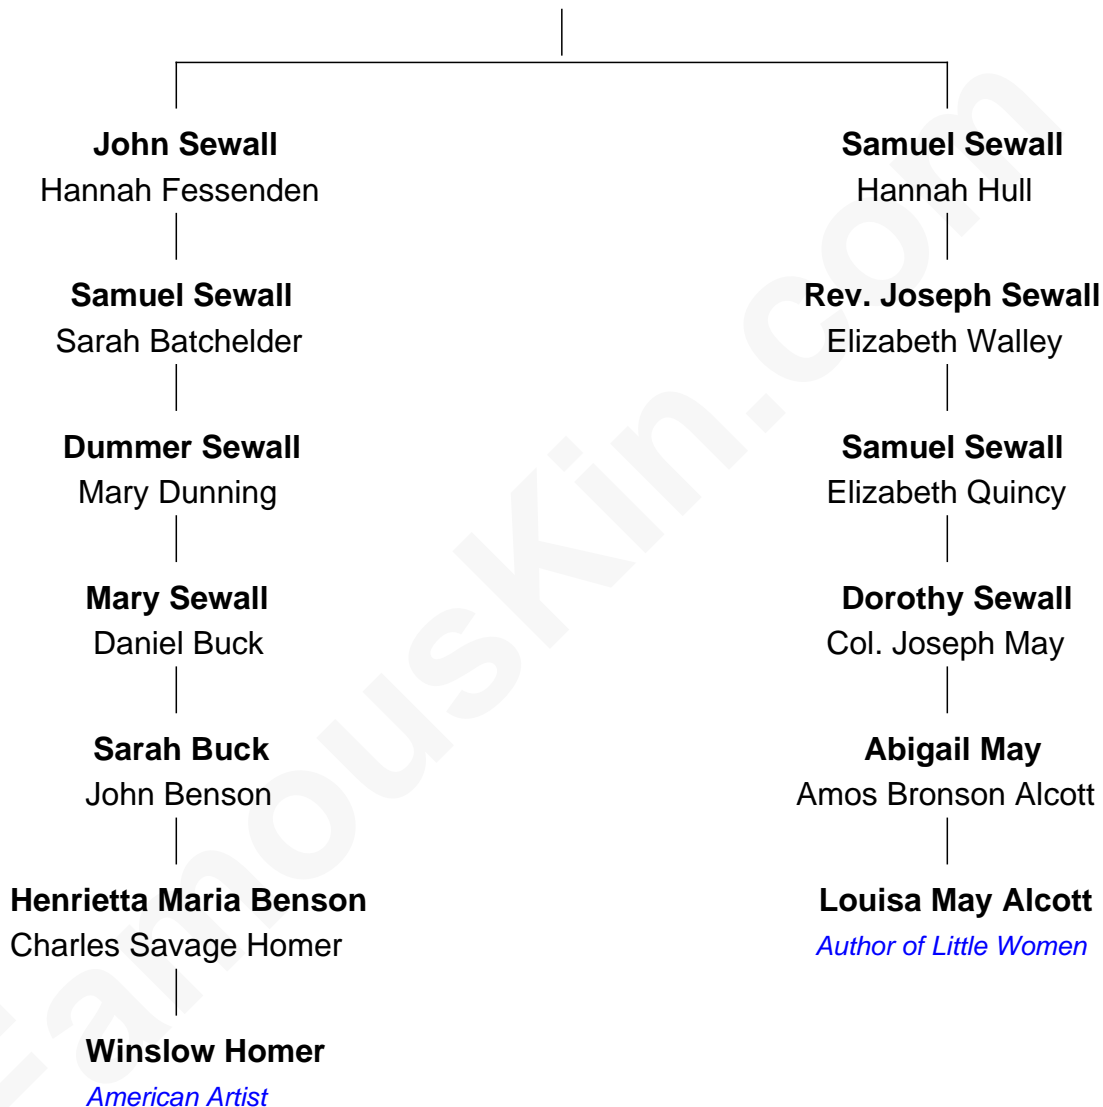 John Sewall
Hannah Fessenden
Samuel Sewall
Hannah Hull
Samuel Sewall
Sarah Batchelder
Rev. Joseph Sewall
Elizabeth Walley
Dummer Sewall
Mary Dunning
Samuel Sewall
Elizabeth Quincy
Mary Sewall
Daniel Buck
Dorothy Sewall
Col. Joseph May
Sarah Buck
John Benson
Abigail May
Amos Bronson Alcott
Henrietta Maria Benson
Charles Savage Homer
Louisa May Alcott
Author of Little Women
Winslow Homer
American Artist
FamousKin.com